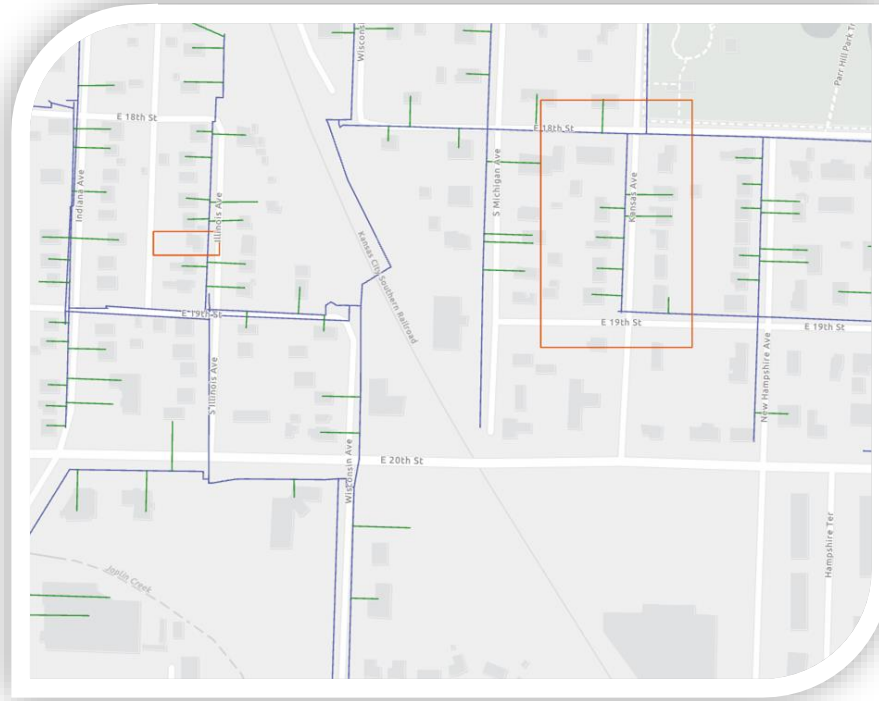 Wisconsin
Parr Hill Park Tr
E 18th St
E 18th St
Indiana Ave
Illinois Ave
S Michigan Ave
Kansas Ave
Kansas City Southern Railroad
E 19th St
E 19th St
E 19th St
S Illinois Ave
New Hampshire Ave
E 20th St
Wisconsin Ave
Hampshire Ter
Joplin Creek